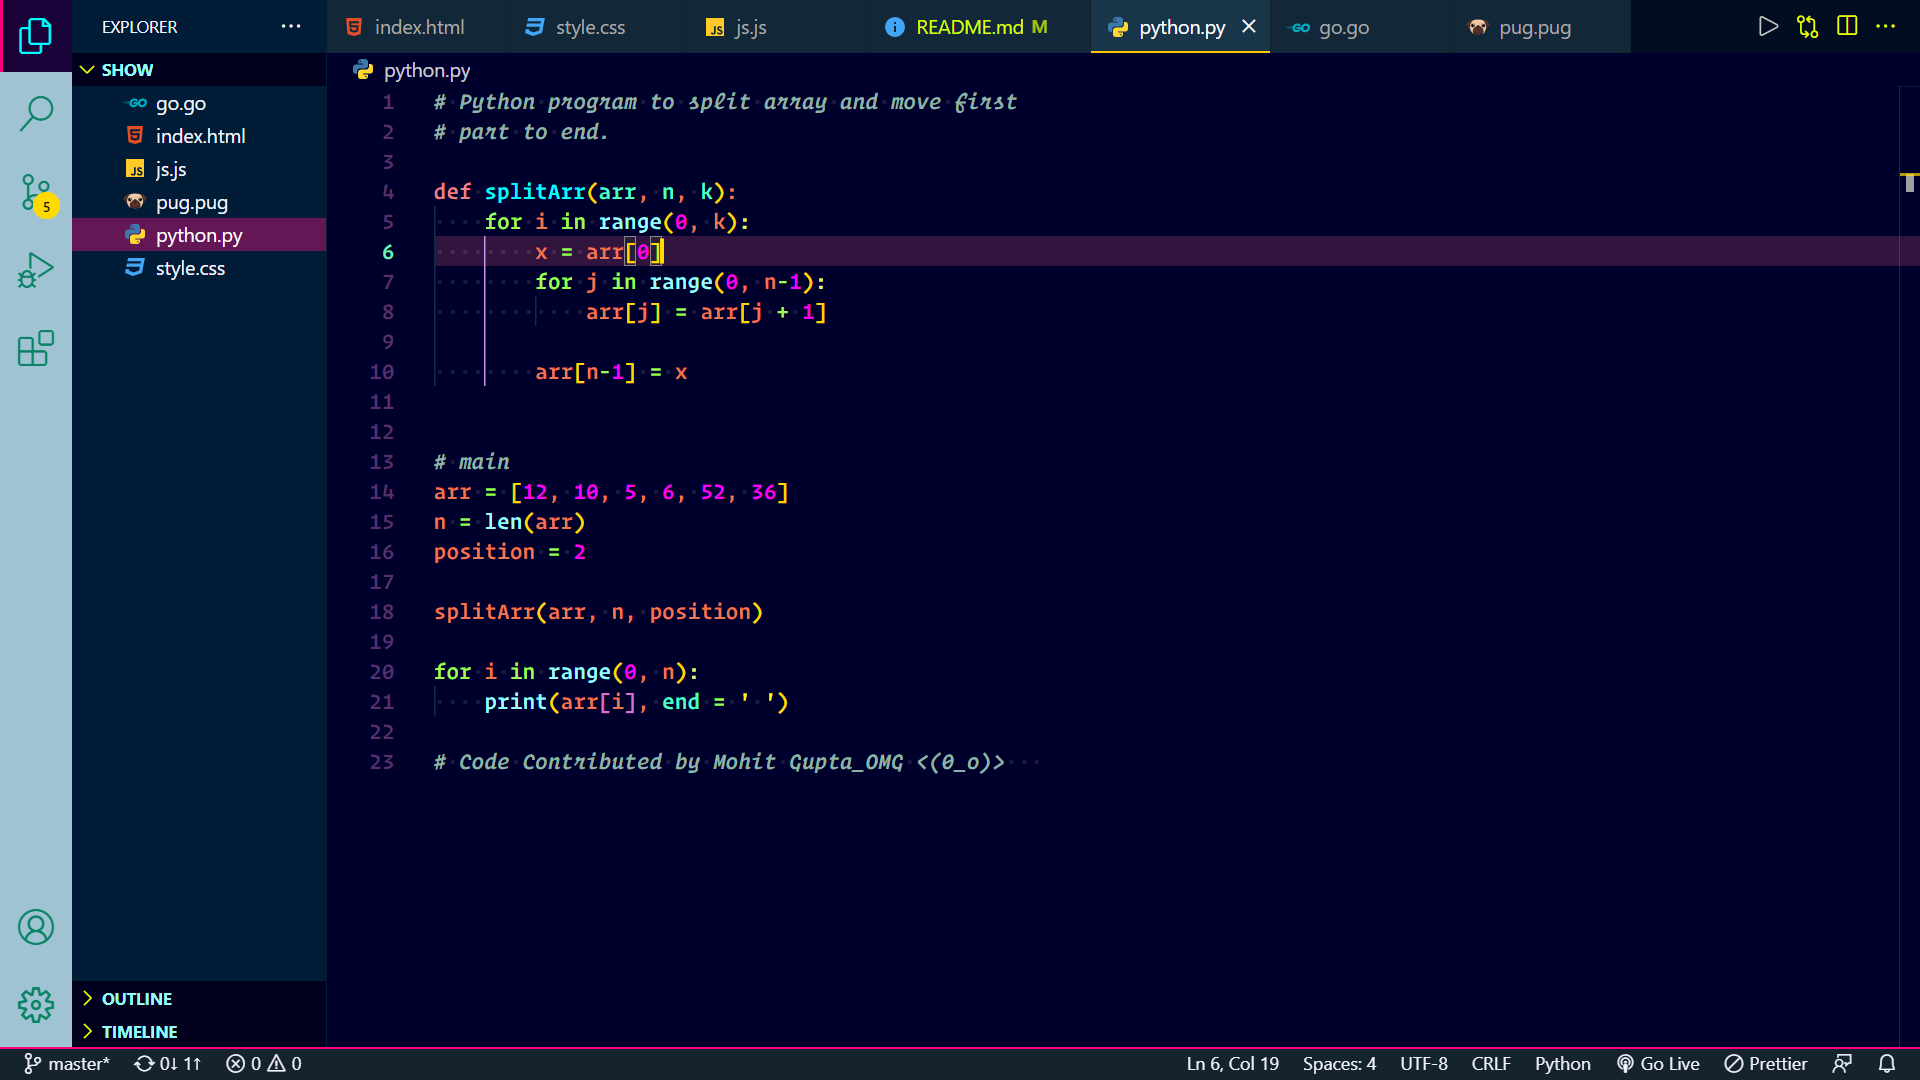 EXPLORER
index.html
style.css
JS js.js
README.md M
python.py
GO go.go
pug.pug
SHOW
python.py
GO go.go
index.html
JS js.js
pug.pug
python.py
style.css
5
1 # Python program to split array and move first
2 # part to end.
3
4 def splitArr(arr, n, k):
5 for i in range(0, k):
6 x = arr[0]
7 for j in range(0, n-1):
8 arr[j] = arr[j + 1]
9
10 arr[n-1] = x
11
12
13 # main
14 arr = [12, 10, 5, 6, 52, 36]
15 n = len(arr)
16 position = 2
17
18 splitArr(arr, n, position)
19
20 for i in range(0, n):
21 print(arr[i], end = ' ')
22
23 # Code Contributed by Mohit Gupta_OMG <(0_o)>
OUTLINE
TIMELINE
master* 0↓ 1↑ 0 0 Ln 6, Col 19 Spaces: 4 UTF-8 CRLF Python Go Live Prettier